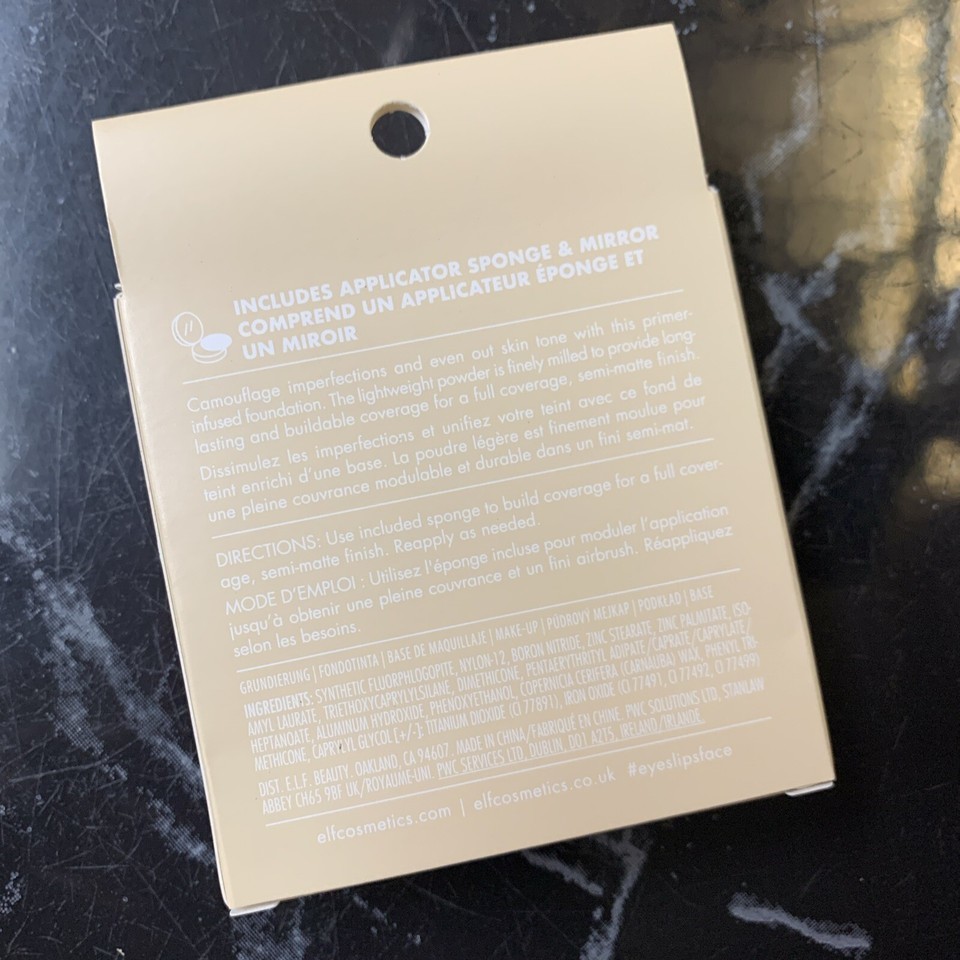 INCLUDES APPLICATOR SPONGE & MIRROR
COMPREND UN APPLICATEUR ÉPONGE ET
UN MIROIR
Camouflage imperfections and even out skin tone with this primer-
infused foundation. The lightweight powder is finely milled to provide long-
lasting and buildable coverage for a full coverage, semi-matte finish.
Dissimulez les imperfections et unifiez votre teint avec ce fond de
teint enrichi d'une base. La poudre légère est finement moulue pour
une pleine couvrance modulable et durable dans un fini semi-mat.
DIRECTIONS: Use included sponge to build coverage for a full cover-
age, semi-matte finish. Reapply as needed.
MODE D'EMPLOI : Utilisez l'éponge incluse pour moduler l'application
jusqu'à obtenir une pleine couvrance et un fini airbrush. Réappliquez
selon les besoins.
GRUNDIERUNG | FONDOTINTA | BASE DE MAQUILLAJE | MAKE-UP | PÚDROVÝ MEJKAP | PODKŁAD | BASE
INGREDIENTS: SYNTHETIC FLUORPHLOGOPITE, NYLON-12, BORON NITRIDE, ZINC STEARATE, ZINC PALMITATE, ISO-
AMYL LAURATE, TRIETHOXYCAPRYLYLSILANE, DIMETHICONE, PENTAERYTHRITYL ADIPATE/CAPRATE/CAPRYLATE/
HEPTANOATE, ALUMINUM HYDROXIDE, PHENOXYETHANOL, COPERNICIA CERIFERA (CARNAUBA) WAX, PHENYL TRI-
METHICONE, CAPRYLYL GLYCOL [+/-]: TITANIUM DIOXIDE (CI 77891), IRON OXIDE (CI 77491, CI 77492, CI 77499)
DIST. E.L.F. BEAUTY. OAKLAND, CA 94607. MADE IN CHINA/FABRIQUÉ EN CHINE. PWC SOLUTIONS LTD, STANLAW
ABBEY CH65 9BF UK/ROYAUME-UNI. PWC SERVICES LTD. DUBLIN, D01 A215, IRELAND/IRLANDE.
elfcosmetics.com | elfcosmetics.co.uk #eyeslipsface